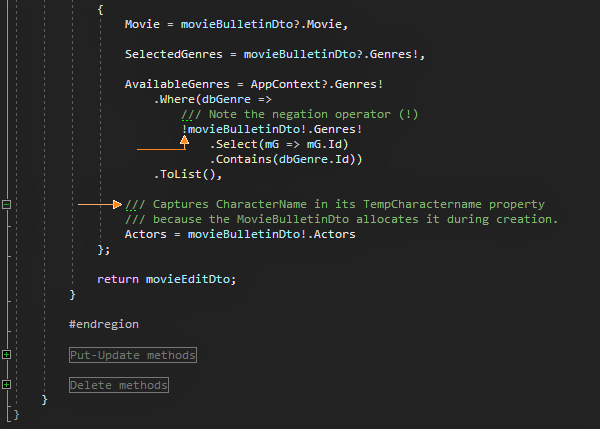 {
Movie = movieBulletinDto?.Movie,
SelectedGenres = movieBulletinDto?.Genres!,
AvailableGenres = AppContext?.Genres!
.Where(dbGenre =>
/// Note the negation operator (!)
!movieBulletinDto!.Genres!
.Select(mG => mG.Id)
.Contains(dbGenre.Id))
.ToList(),
/// Captures CharacterName in its TempCharactername property
/// because the MovieBulletinDto allocates it during creation.
Actors = movieBulletinDto!.Actors
};
return movieEditDto;
}
#endregion
Put-Update methods
Delete methods
}
}